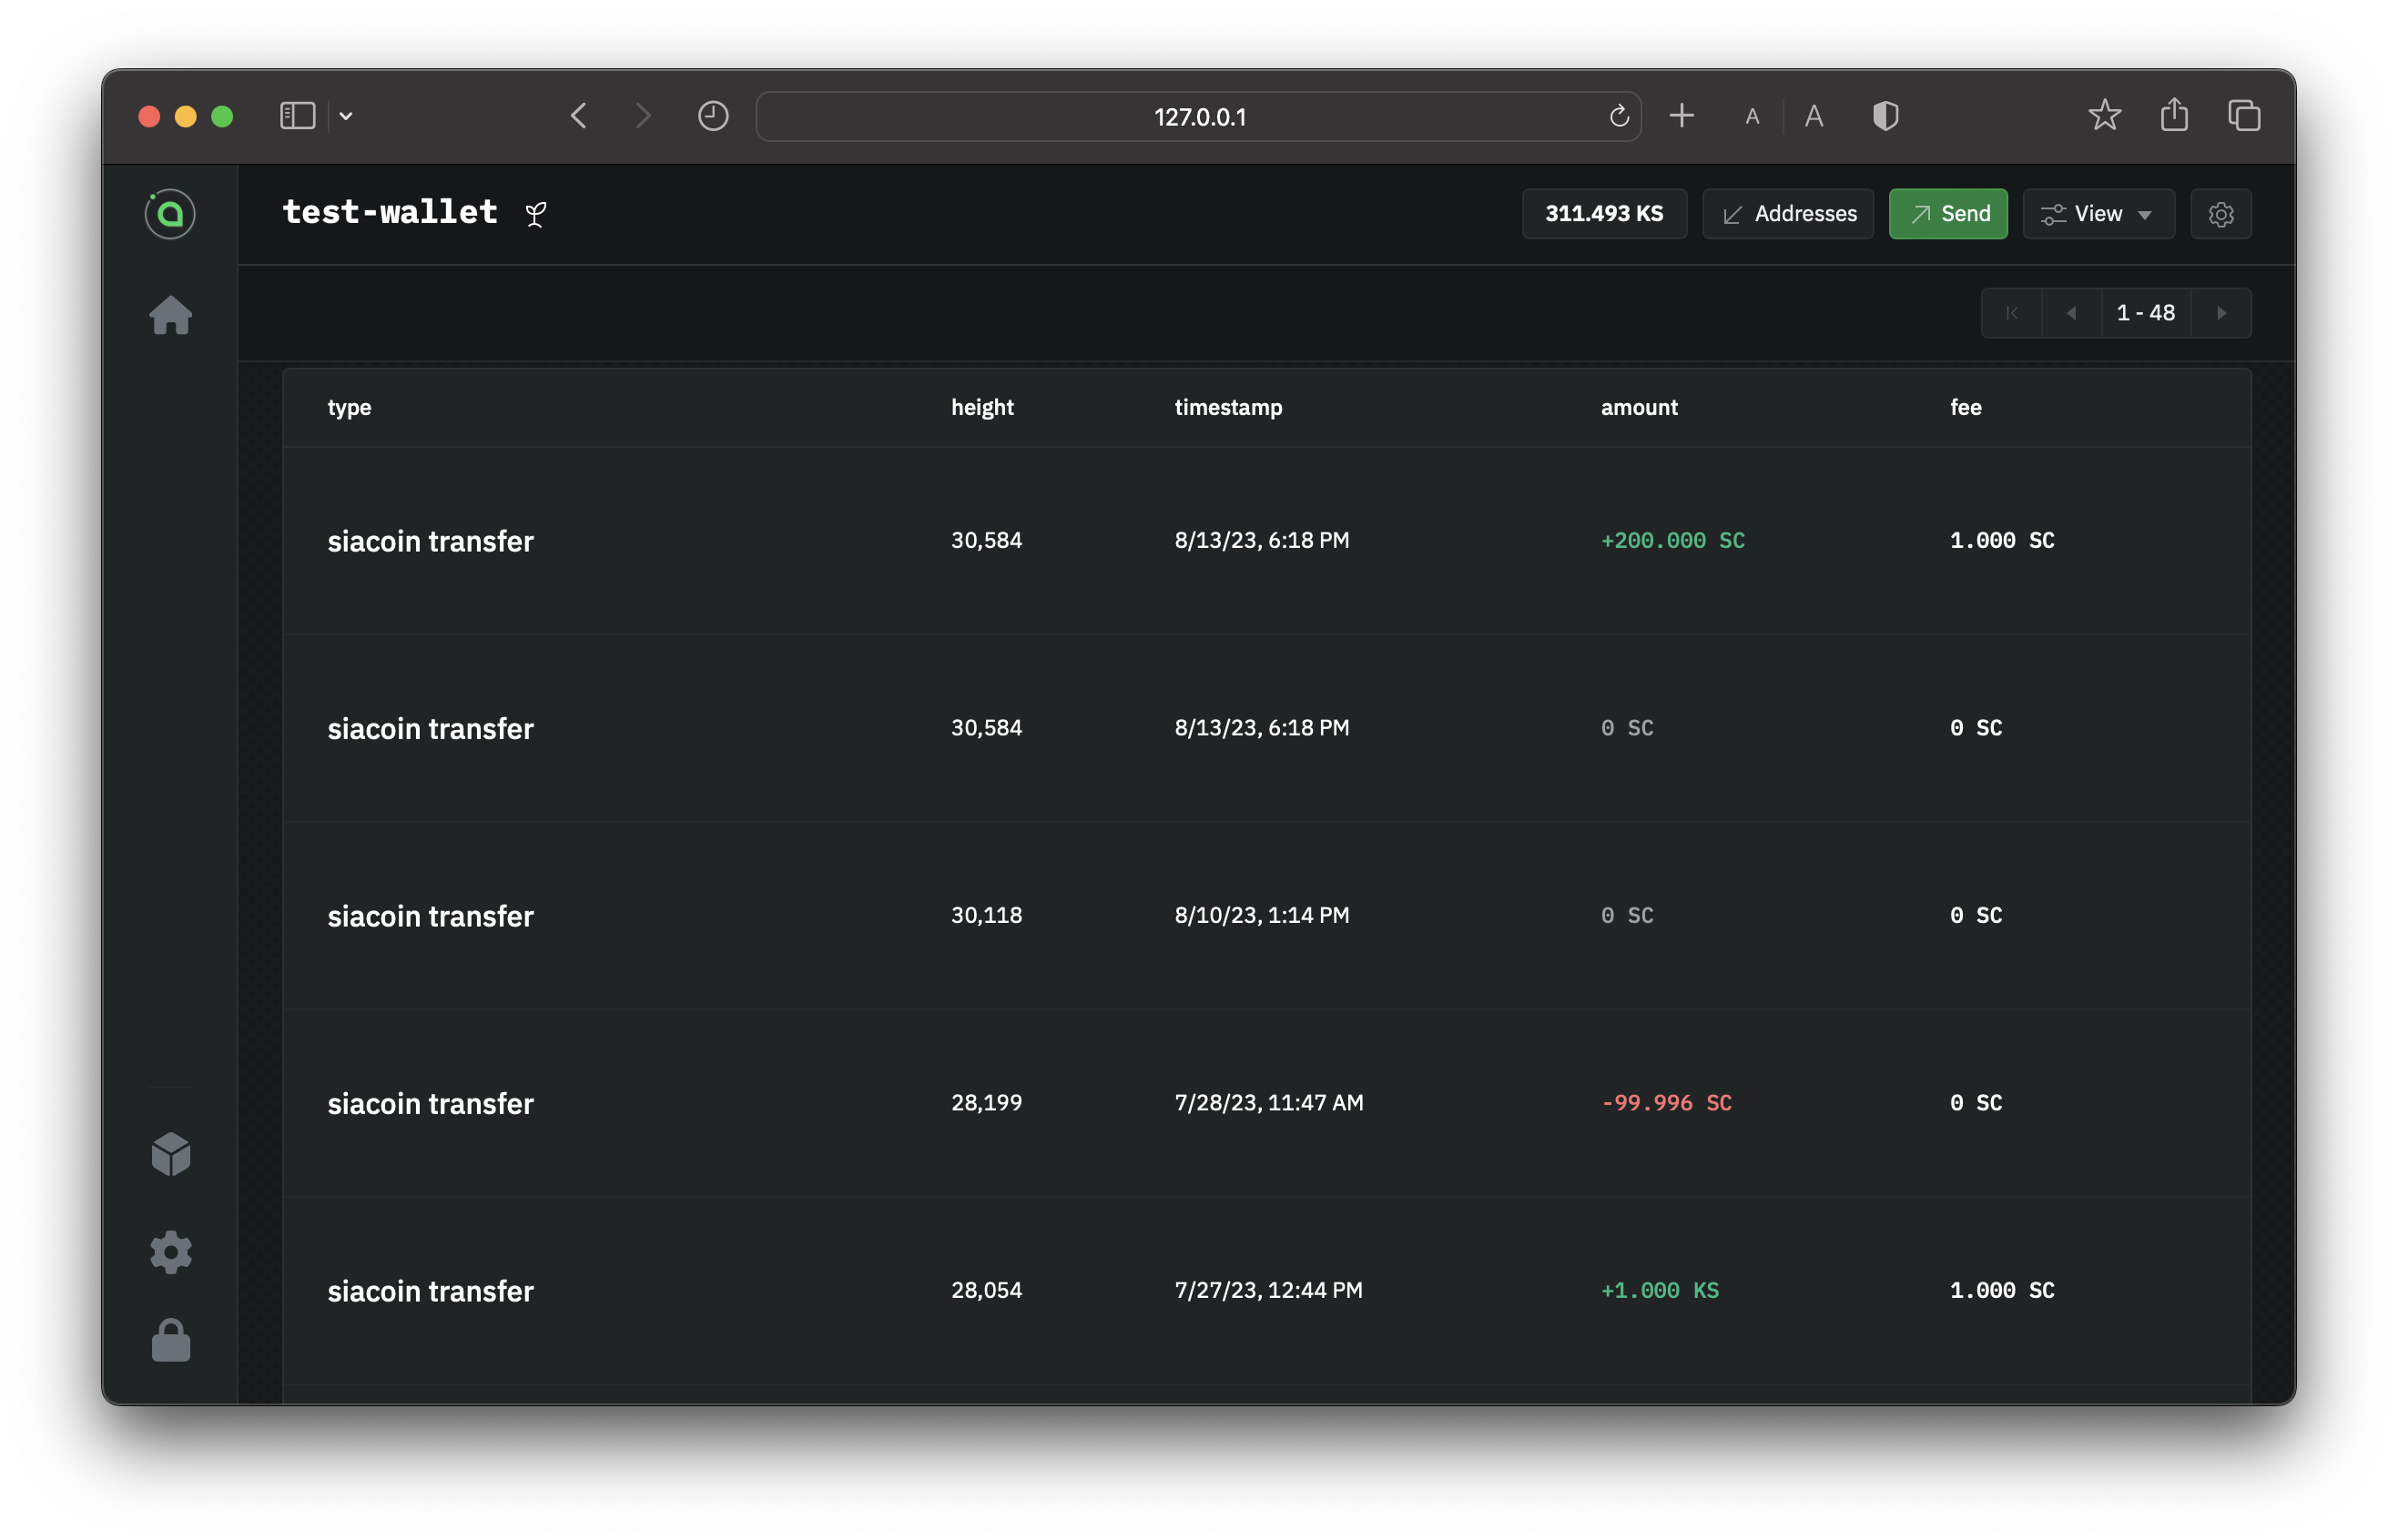 127.0.0.1 A A
test-wallet 311.493 KS Addresses Send View
1 - 48
type height timestamp amount fee
siacoin transfer 30,584 8/13/23, 6:18 PM +200.000 SC 1.000 SC
siacoin transfer 30,584 8/13/23, 6:18 PM 0 SC 0 SC
siacoin transfer 30,118 8/10/23, 1:14 PM 0 SC 0 SC
siacoin transfer 28,199 7/28/23, 11:47 AM -99.996 SC 0 SC
siacoin transfer 28,054 7/27/23, 12:44 PM +1.000 KS 1.000 SC